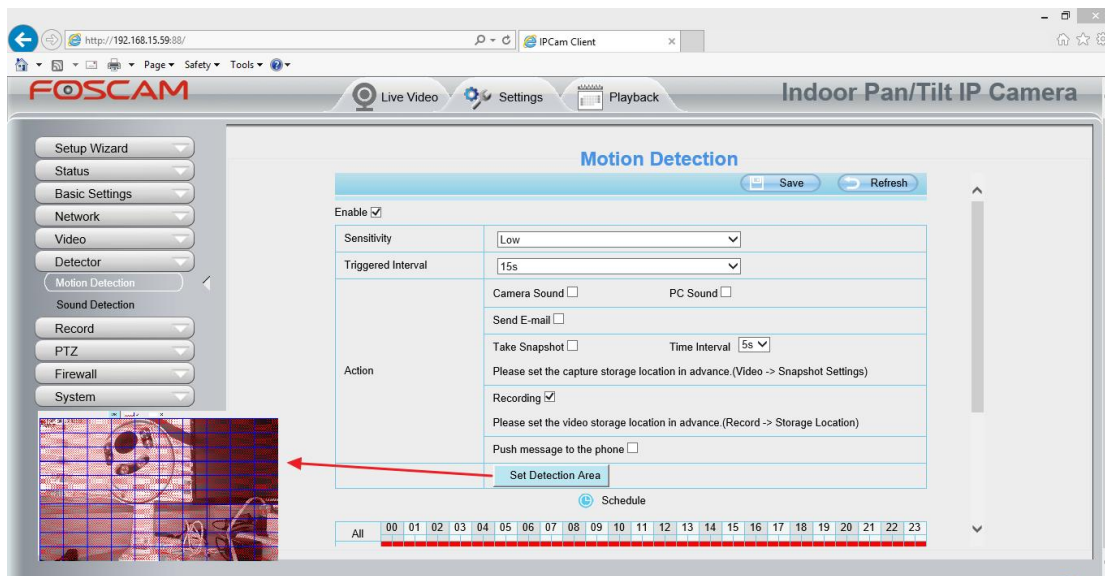 http://192.168.15.59:88/
IPCam Client
Page Safety Tools
FOSCAM
Live Video
Settings
Playback
Indoor Pan/Tilt IP Camera
Setup Wizard
Status
Basic Settings
Network
Video
Detector
Motion Detection
Sound Detection
Record
PTZ
Firewall
System
Motion Detection
Save
Refresh
Enable
Sensitivity
Low
Triggered Interval
15s
Action
Camera Sound
PC Sound
Send E-mail
Take Snapshot
Time Interval
5s
Please set the capture storage location in advance.(Video -> Snapshot Settings)
Recording
Please set the video storage location in advance.(Record -> Storage Location)
Push message to the phone
Set Detection Area
Schedule
All 00 01 02 03 04 05 06 07 08 09 10 11 12 13 14 15 16 17 18 19 20 21 22 23